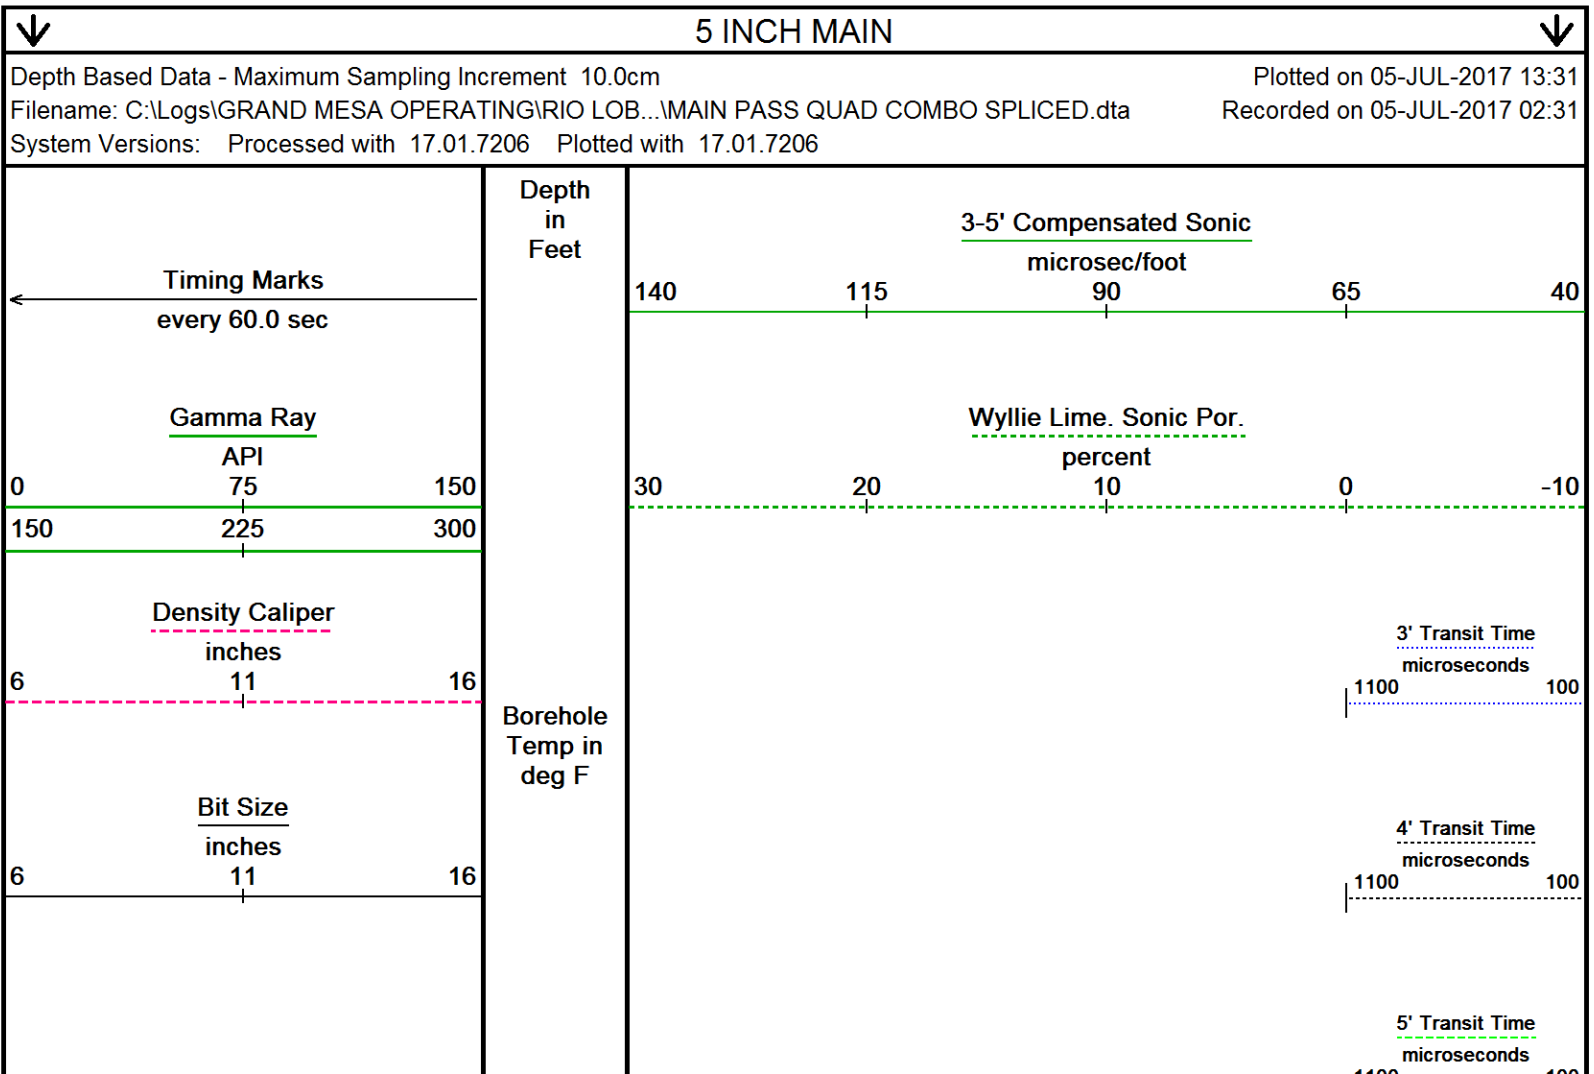 5 INCH MAIN
Depth Based Data - Maximum Sampling Increment 10.0cm
Plotted on 05-JUL-2017 13:31
Filename: C:\Logs\GRAND MESA OPERATING\RIO LOB...\MAIN PASS QUAD COMBO SPLICED.dta
Recorded on 05-JUL-2017 02:31
System Versions: Processed with 17.01.7206 Plotted with 17.01.7206
Timing Marks
every 60.0 sec
Gamma Ray
API
0 75 150
150 225 300
Density Caliper
inches
6 11 16
Bit Size
inches
6 11 16
Depth
in
Feet
Borehole
Temp in
deg F
3-5' Compensated Sonic
microsec/foot
140 115 90 65 40
Wyllie Lime. Sonic Por.
percent
30 20 10 0 -10
3' Transit Time
microseconds
1100 100
4' Transit Time
microseconds
1100 100
5' Transit Time
microseconds
1100 100